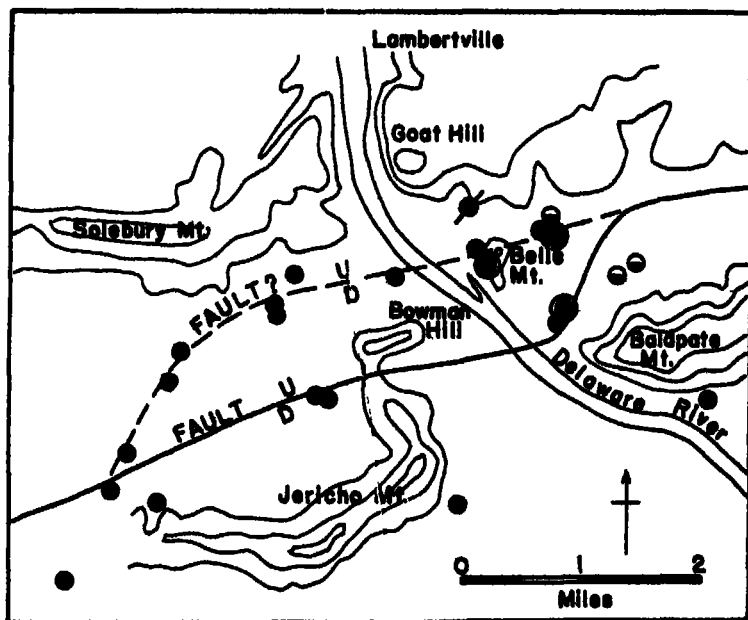 Lambertville
Goat Hill
Solebury Mt.
Belle
Mt.
FAULT ?
U
D
Bowman
Hill
Baldpate
Mt.
Delaware River
FAULT
U
D
Jericho Mt.
0 1 2
Miles